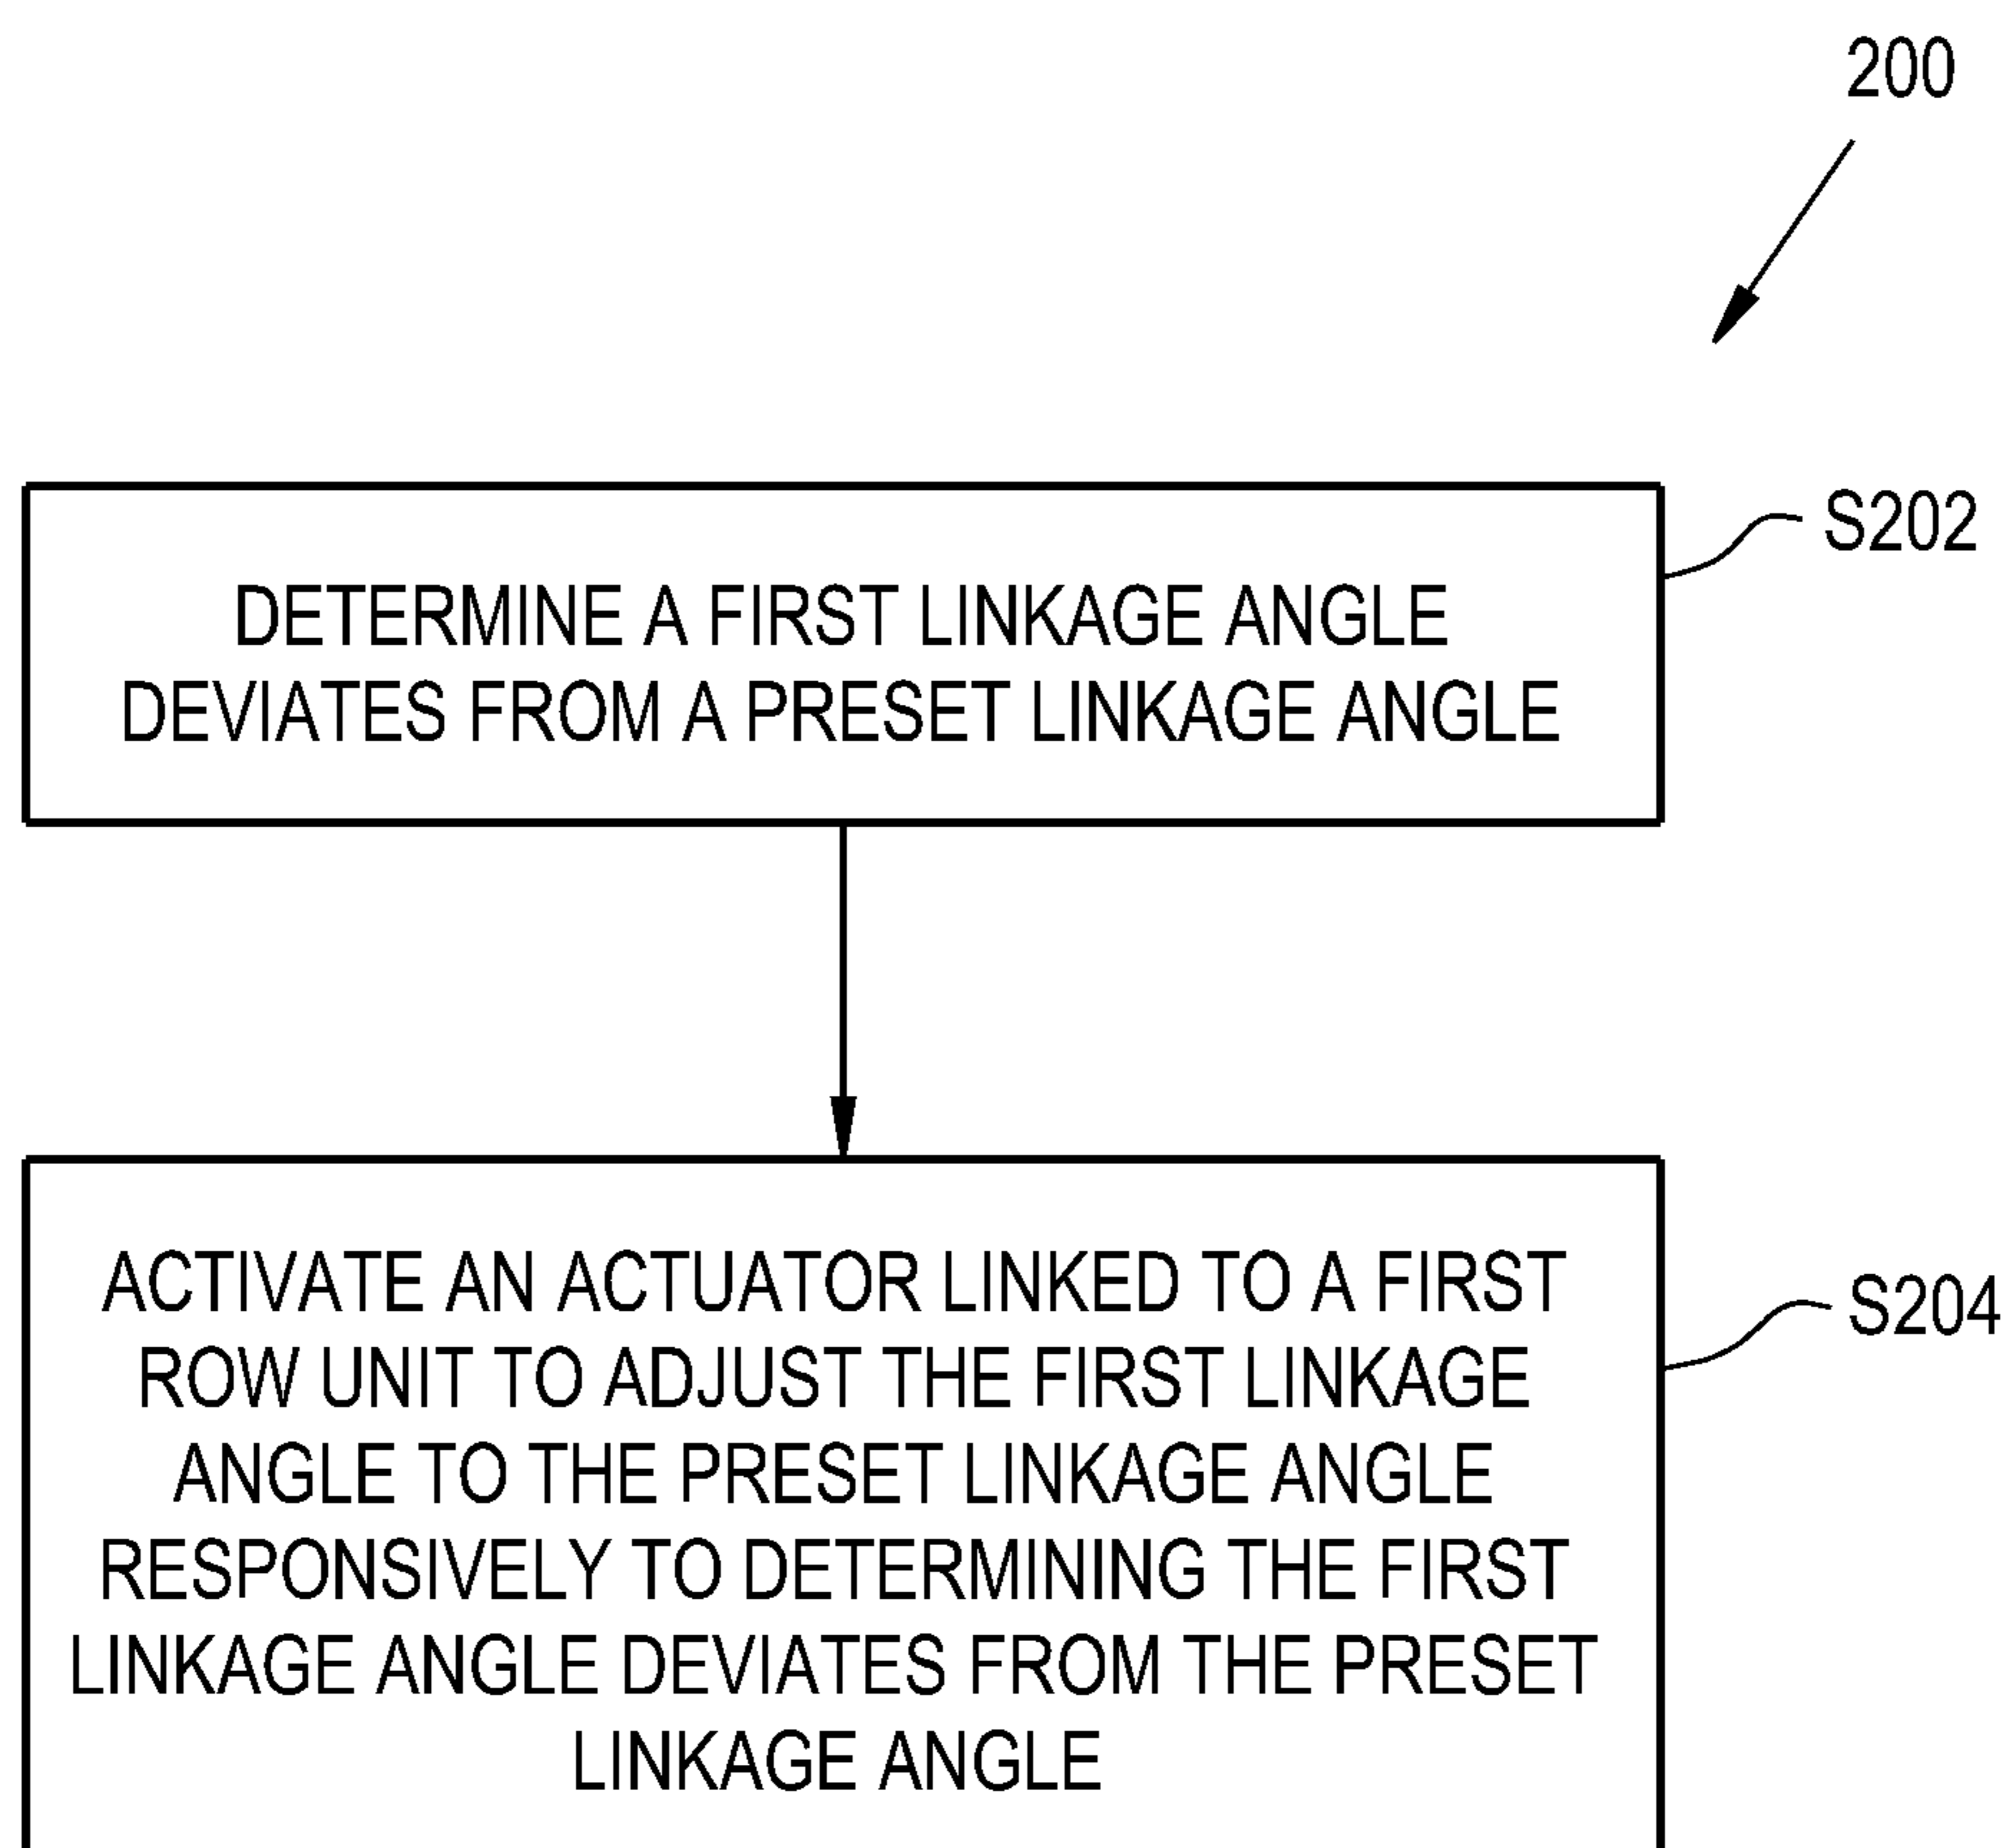 200
S202
DETERMINE A FIRST LINKAGE ANGLE
DEVIATES FROM A PRESET LINKAGE ANGLE
S204
ACTIVATE AN ACTUATOR LINKED TO A FIRST
ROW UNIT TO ADJUST THE FIRST LINKAGE
ANGLE TO THE PRESET LINKAGE ANGLE
RESPONSIVELY TO DETERMINING THE FIRST
LINKAGE ANGLE DEVIATES FROM THE PRESET
LINKAGE ANGLE